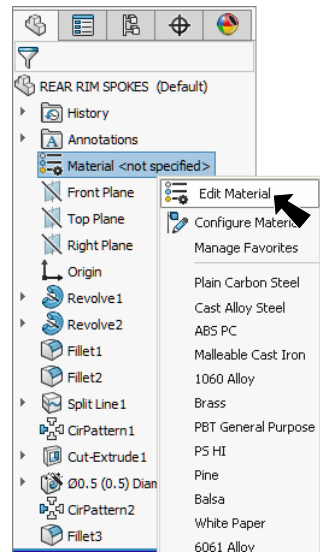 REAR RIM SPOKES (Default)
History
Annotations
Material <not specified>
Front Plane
Top Plane
Right Plane
Origin
Revolve1
Revolve2
Fillet1
Fillet2
Split Line1
CirPattern1
Cut-Extrude1
Ø0.5 (0.5) Diam
CirPattern2
Fillet3
Edit Material
Configure Material
Manage Favorites
Plain Carbon Steel
Cast Alloy Steel
ABS PC
Malleable Cast Iron
1060 Alloy
Brass
PBT General Purpose
PS HI
Pine
Balsa
White Paper
6061 Alloy